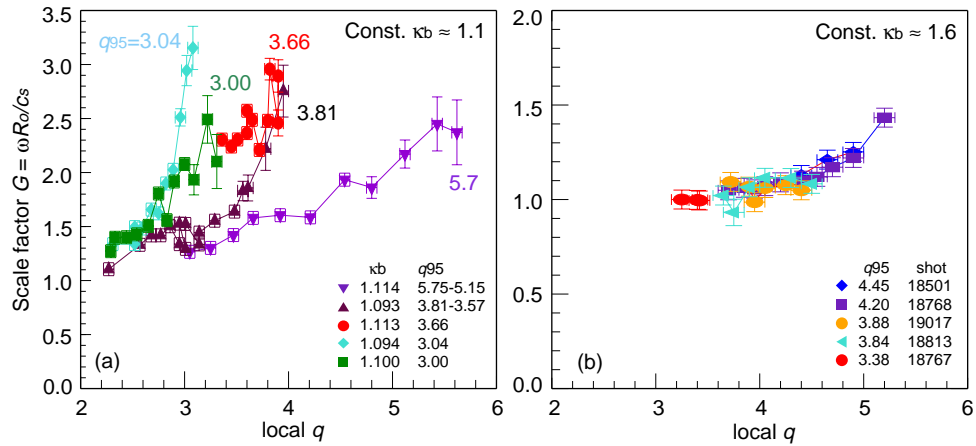 Scale factor G = ωR₀/cₛ
3.5
3.0
2.5
2.0
1.5
1.0
0.5
0.0
q95=3.04
3.66
Const. κb ≈ 1.1
3.00
3.81
5.7
κb q95
1.114 5.75-5.15
1.093 3.81-3.57
1.113 3.66
1.094 3.04
1.100 3.00
(a)
2 3 4 5 6
local q
2.0
1.5
1.0
0.5
0.0
Const. κb ≈ 1.6
q95 shot
4.45 18501
4.20 18768
3.88 19017
3.84 18813
3.38 18767
(b)
2 3 4 5 6
local q